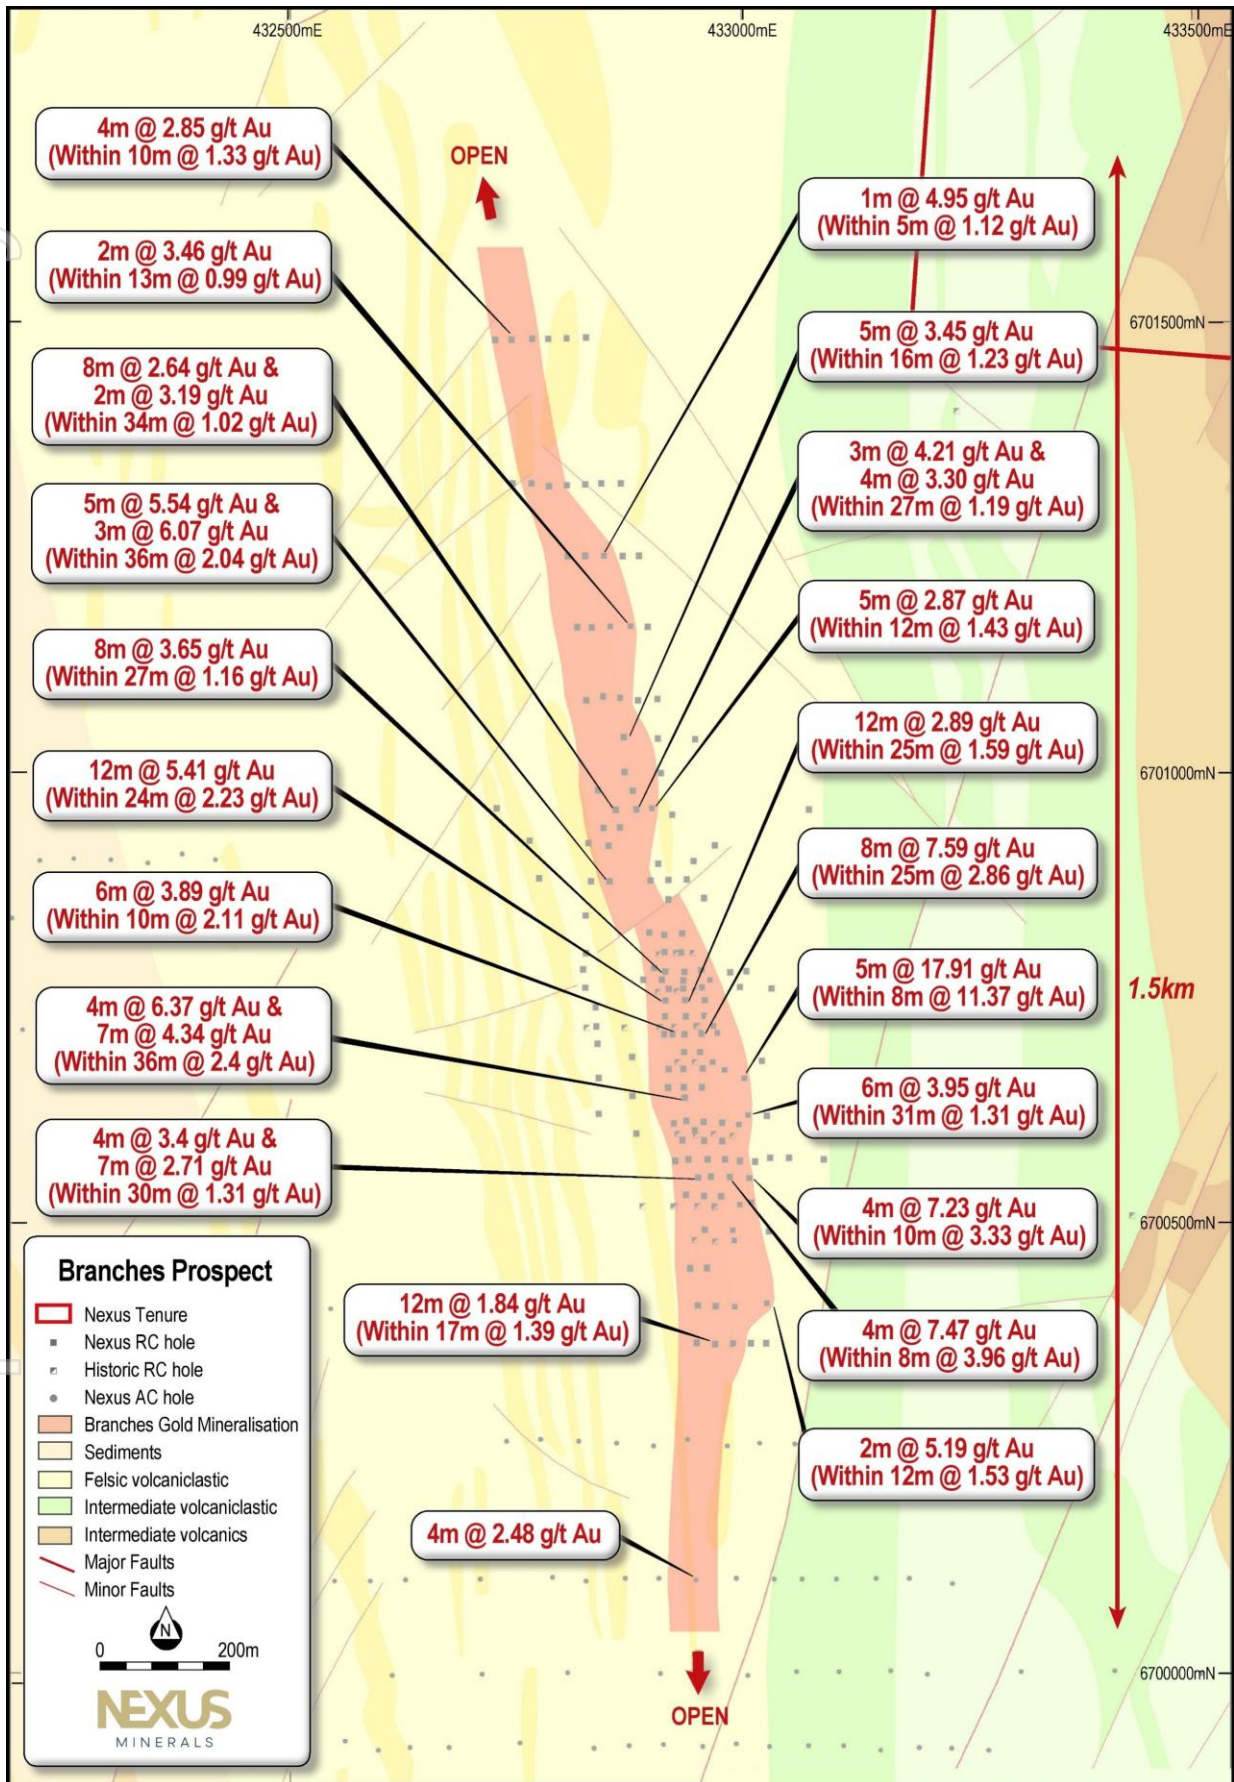 432500mE
433000mE
433500mE
4m @ 2.85 g/t Au
(Within 10m @ 1.33 g/t Au)
OPEN
1m @ 4.95 g/t Au
(Within 5m @ 1.12 g/t Au)
2m @ 3.46 g/t Au
(Within 13m @ 0.99 g/t Au)
5m @ 3.45 g/t Au
(Within 16m @ 1.23 g/t Au)
6701500mN
8m @ 2.64 g/t Au &
2m @ 3.19 g/t Au
(Within 34m @ 1.02 g/t Au)
3m @ 4.21 g/t Au &
4m @ 3.30 g/t Au
(Within 27m @ 1.19 g/t Au)
5m @ 5.54 g/t Au &
3m @ 6.07 g/t Au
(Within 36m @ 2.04 g/t Au)
5m @ 2.87 g/t Au
(Within 12m @ 1.43 g/t Au)
8m @ 3.65 g/t Au
(Within 27m @ 1.16 g/t Au)
12m @ 2.89 g/t Au
(Within 25m @ 1.59 g/t Au)
6701000mN
12m @ 5.41 g/t Au
(Within 24m @ 2.23 g/t Au)
8m @ 7.59 g/t Au
(Within 25m @ 2.86 g/t Au)
6m @ 3.89 g/t Au
(Within 10m @ 2.11 g/t Au)
5m @ 17.91 g/t Au
(Within 8m @ 11.37 g/t Au)
1.5km
4m @ 6.37 g/t Au &
7m @ 4.34 g/t Au
(Within 36m @ 2.4 g/t Au)
6m @ 3.95 g/t Au
(Within 31m @ 1.31 g/t Au)
4m @ 3.4 g/t Au &
7m @ 2.71 g/t Au
(Within 30m @ 1.31 g/t Au)
4m @ 7.23 g/t Au
(Within 10m @ 3.33 g/t Au)
6700500mN
12m @ 1.84 g/t Au
(Within 17m @ 1.39 g/t Au)
4m @ 7.47 g/t Au
(Within 8m @ 3.96 g/t Au)
2m @ 5.19 g/t Au
(Within 12m @ 1.53 g/t Au)
4m @ 2.48 g/t Au
6700000mN
OPEN
Branches Prospect
Nexus Tenure
Nexus RC hole
Historic RC hole
Nexus AC hole
Branches Gold Mineralisation
Sediments
Felsic volcaniclastic
Intermediate volcaniclastic
Intermediate volcanics
Major Faults
Minor Faults
N
0 200m
NEXUS
MINERALS